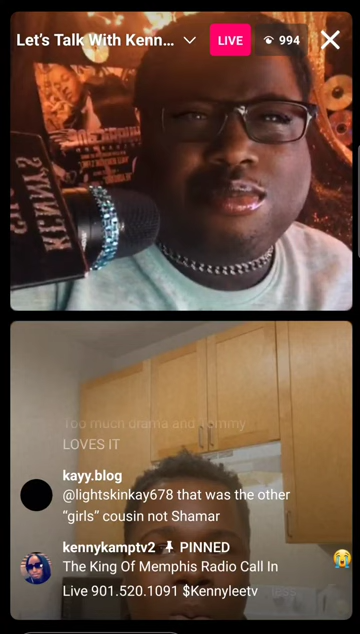 Let's Talk With Kenn...
LIVE
994
Too much drama and
LOVES IT
kayy.blog
@lightskinkay678 that was the other
“girls” cousin not Shamar
kennykamptv2 PINNED
The King Of Memphis Radio Call In
Live 901.520.1091 $Kennyleetv